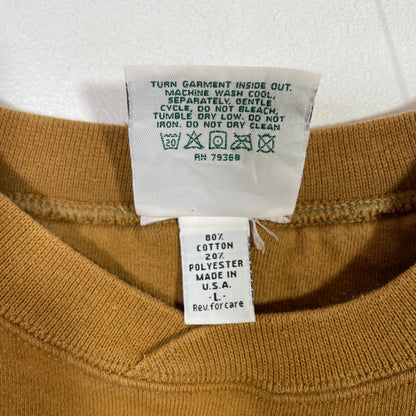 TURN GARMENT INSIDE OUT.
MACHINE WASH COOL,
SEPARATELY, GENTLE
CYCLE, DO NOT BLEACH,
TUMBLE DRY LOW. DO NOT
IRON. DO NOT DRY CLEAN
20
RN 79388
80%
COTTON
20%
POLYESTER
MADE IN
U.S.A.
-L-
Rev.for care